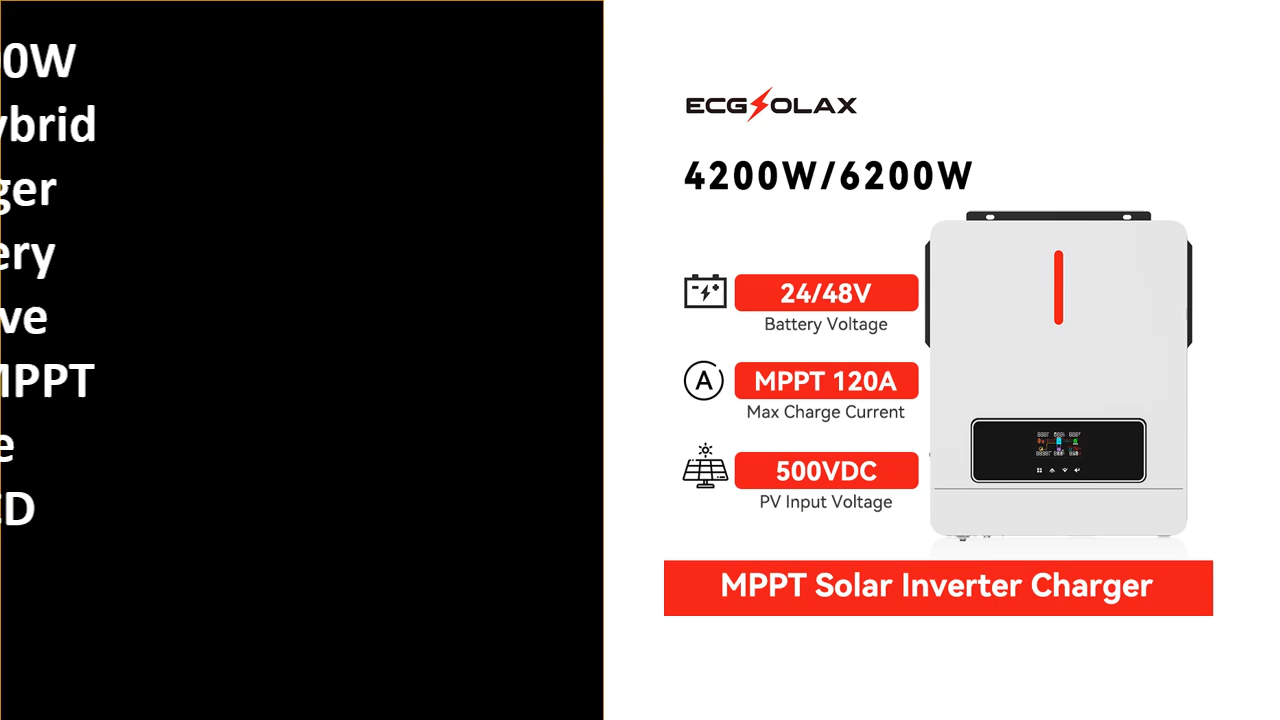 0W
ybrid
ger
ery
ve
MPPT
e
D
ECGSOLAX
4200W/6200W
24/48V
Battery Voltage
A
MPPT 120A
Max Charge Current
500VDC
PV Input Voltage
MPPT Solar Inverter Charger